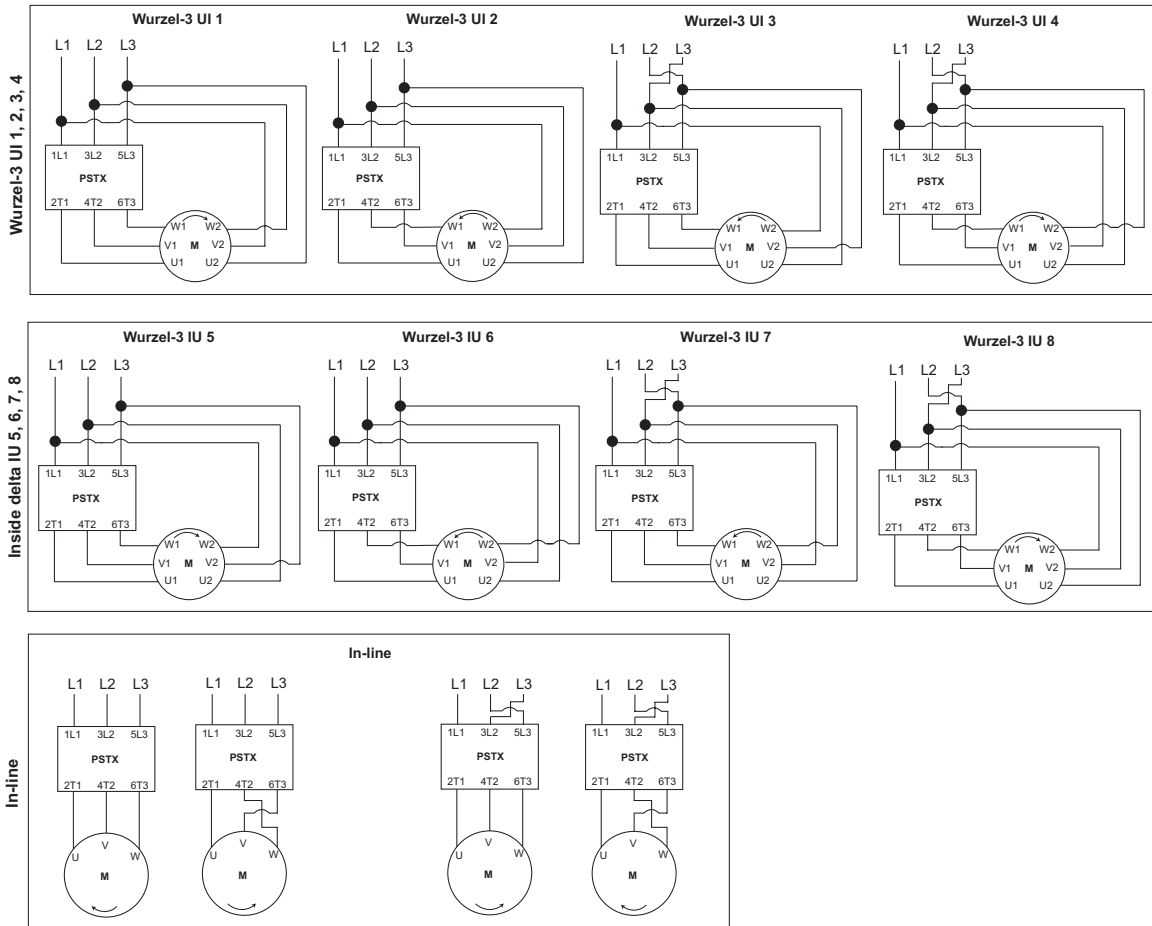 Wurzel-3 UI 1, 2, 3, 4
Wurzel-3 UI 1 Wurzel-3 UI 2 Wurzel-3 UI 3 Wurzel-3 UI 4
L1 L2 L3 L1 L2 L3 L1 L2 L3 L1 L2 L3
1L1 3L2 5L3 1L1 3L2 5L3 1L1 3L2 5L3 1L1 3L2 5L3
PSTX PSTX PSTX PSTX
2T1 4T2 6T3 2T1 4T2 6T3 2T1 4T2 6T3 2T1 4T2 6T3
W1 W2 W1 W2 W1 W2 W1 W2
V1 M V2 V1 M V2 V1 M V2 V1 M V2
U1 U2 U1 U2 U1 U2 U1 U2
Inside delta IU 5, 6, 7, 8
Wurzel-3 IU 5 Wurzel-3 IU 6 Wurzel-3 IU 7 Wurzel-3 IU 8
L1 L2 L3 L1 L2 L3 L1 L2 L3 L1 L2 L3
1L1 3L2 5L3 1L1 3L2 5L3 1L1 3L2 5L3 1L1 3L2 5L3
PSTX PSTX PSTX PSTX
2T1 4T2 6T3 2T1 4T2 6T3 2T1 4T2 6T3 2T1 4T2 6T3
W1 W2 W1 W2 W1 W2 W1 W2
V1 M V2 V1 M V2 V1 M V2 V1 M V2
U1 U2 U1 U2 U1 U2 U1 U2
In-line
In-line
L1 L2 L3 L1 L2 L3 L1 L2 L3 L1 L2 L3
1L1 3L2 5L3 1L1 3L2 5L3 1L1 3L2 5L3 1L1 3L2 5L3
PSTX PSTX PSTX PSTX
2T1 4T2 6T3 2T1 4T2 6T3 2T1 4T2 6T3 2T1 4T2 6T3
U V W U V W U V W U V W
M M M M